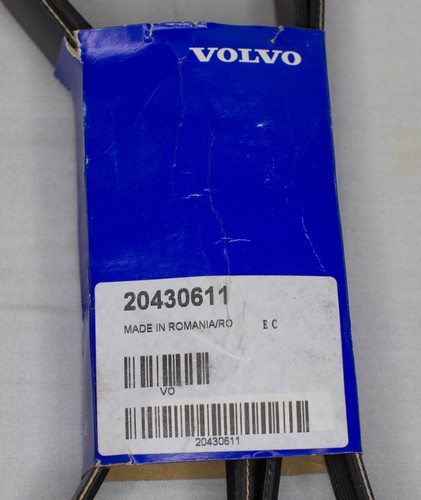 VOLVO
20430611
MADE IN ROMANIA/RO E C
VO
20430611